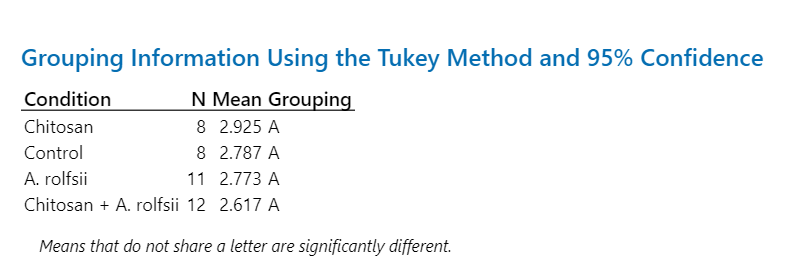 Grouping Information Using the Tukey Method and 95% Confidence
Condition N Mean Grouping
Chitosan 8 2.925 A
Control 8 2.787 A
A. rolfsii 11 2.773 A
Chitosan + A. rolfsii 12 2.617 A
Means that do not share a letter are significantly different.